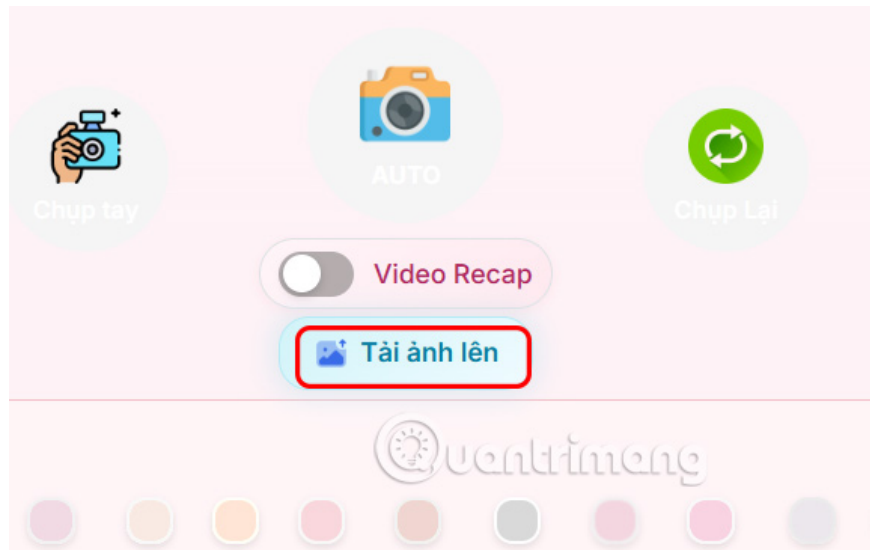 AUTO
Chụp tay
Chụp Lại
Video Recap
Tải ảnh lên
Quantrimang